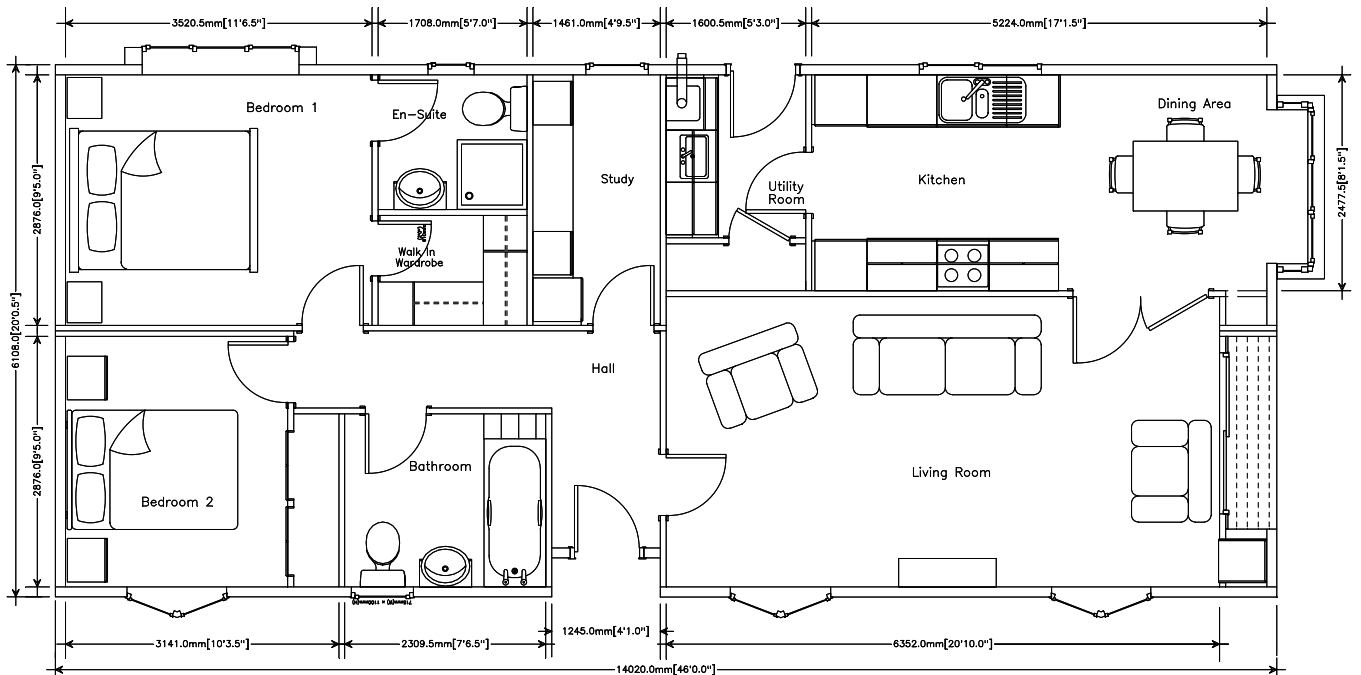 3520.5mm[11'6.5"]
1708.0mm[5'7.0"]
1461.0mm[4'9.5]
1600.5m[5'3.0"]
5224.0mm[17'1.5"]
Bedroom 1
En-Suite
Dining Area
Study
Kitchen
Utility
Room
Walk In
Wardrobe
2876.0[9'5.0"]
2477.5[8'1.5"]
6108.0[20'0.5"]
Hall
2876.0[9'5.0"]
Bathroom
Living Room
Bedroom 2
1245.0mm[4'1.0]
3141.0mm[10'3.5"]
2309.5mm[7'6.5"]
6352.0mm[20'10.0"]
14020.0mm[46'0.0"]